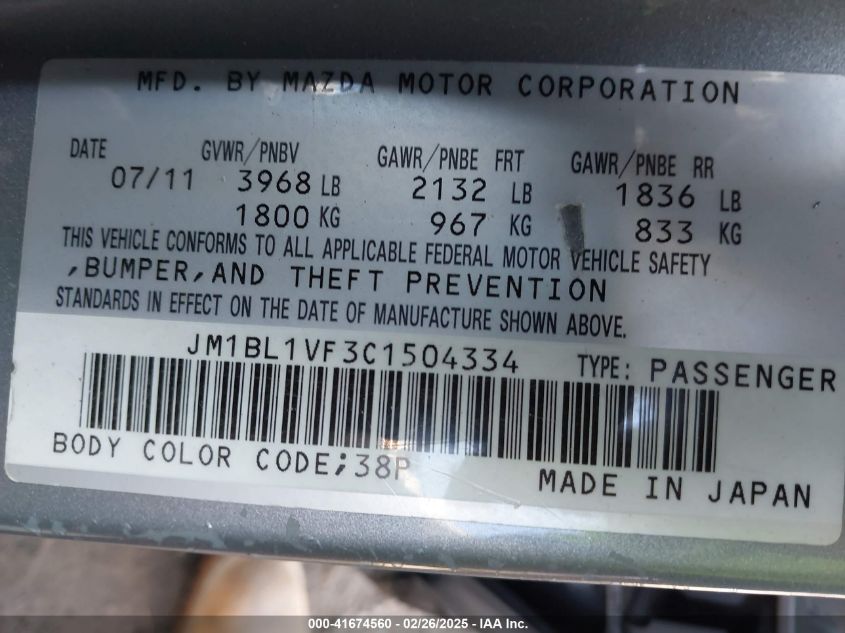 MFD. BY MAZDA MOTOR CORPORATION
DATE GVWR/PNBV GAWR/PNBE FRT GAWR/PNBE RR
07/11 3968 LB 2132 LB 1836 LB
1800 KG 967 KG 833 KG
THIS VEHICLE CONFORMS TO ALL APPLICABLE FEDERAL MOTOR VEHICLE SAFETY
,BUMPER,AND THEFT PREVENTION
STANDARDS IN EFFECT ON THE DATE OF MANUFACTURE SHOWN ABOVE.
JM1BL1VF3C1504334 TYPE: PASSENGER
BODY COLOR CODE;38P
MADE IN JAPAN
000-41674560 - 02/26/2025 - IAA Inc.